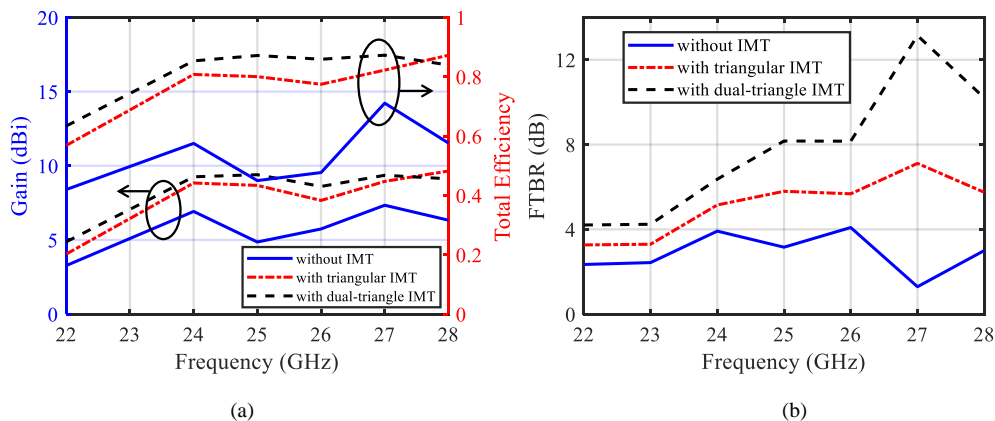 20
15
10
5
0
Gain (dBi)
1
0.8
0.6
0.4
0.2
0
Total Efficiency
without IMT
with triangular IMT
with dual-triangle IMT
22 23 24 25 26 27 28
Frequency (GHz)
(a)
12
8
4
0
FTBR (dB)
without IMT
with triangular IMT
with dual-triangle IMT
22 23 24 25 26 27 28
Frequency (GHz)
(b)